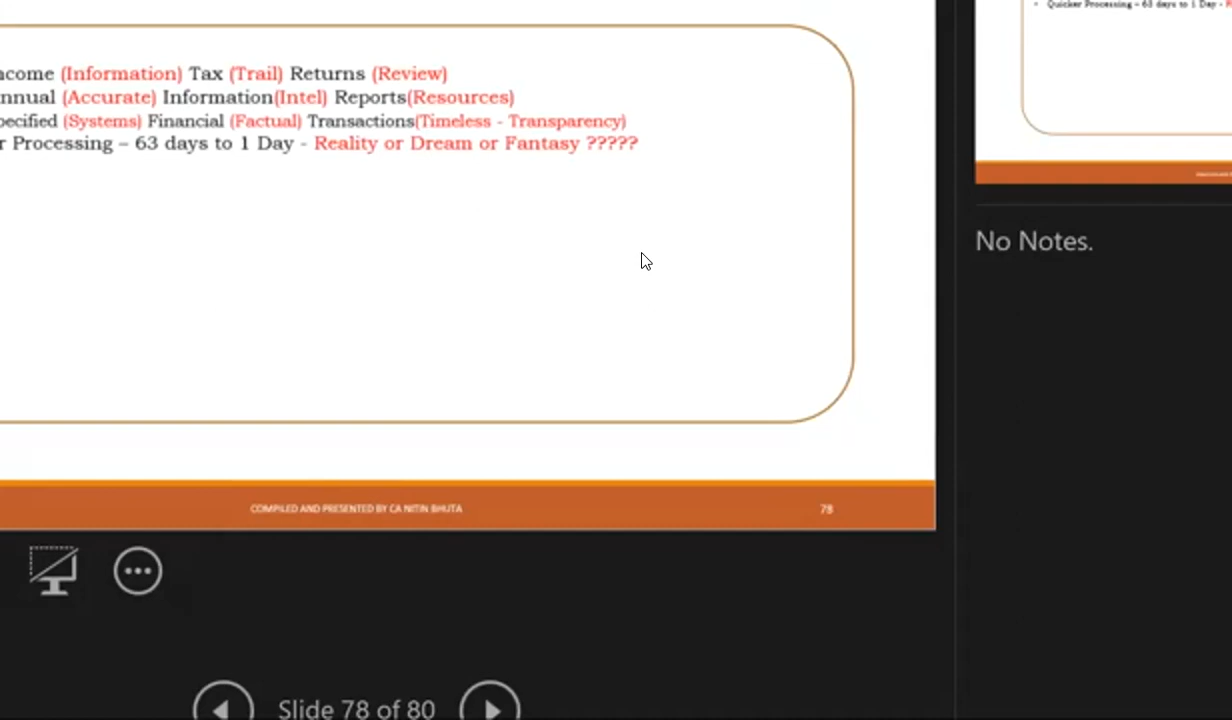 ncome (Information) Tax (Trail) Returns (Review)
nnual (Accurate) Information(Intel) Reports(Resources)
pecified (Systems) Financial (Factual) Transactions(Timeless - Transparency)
r Processing – 63 days to 1 Day - Reality or Dream or Fantasy ?????
COMPILED AND PRESENTED BY CA NITIN BHUTA
78
Slide 78 of 80
Quicker Processing – 63 days to 1 Day -
No Notes.